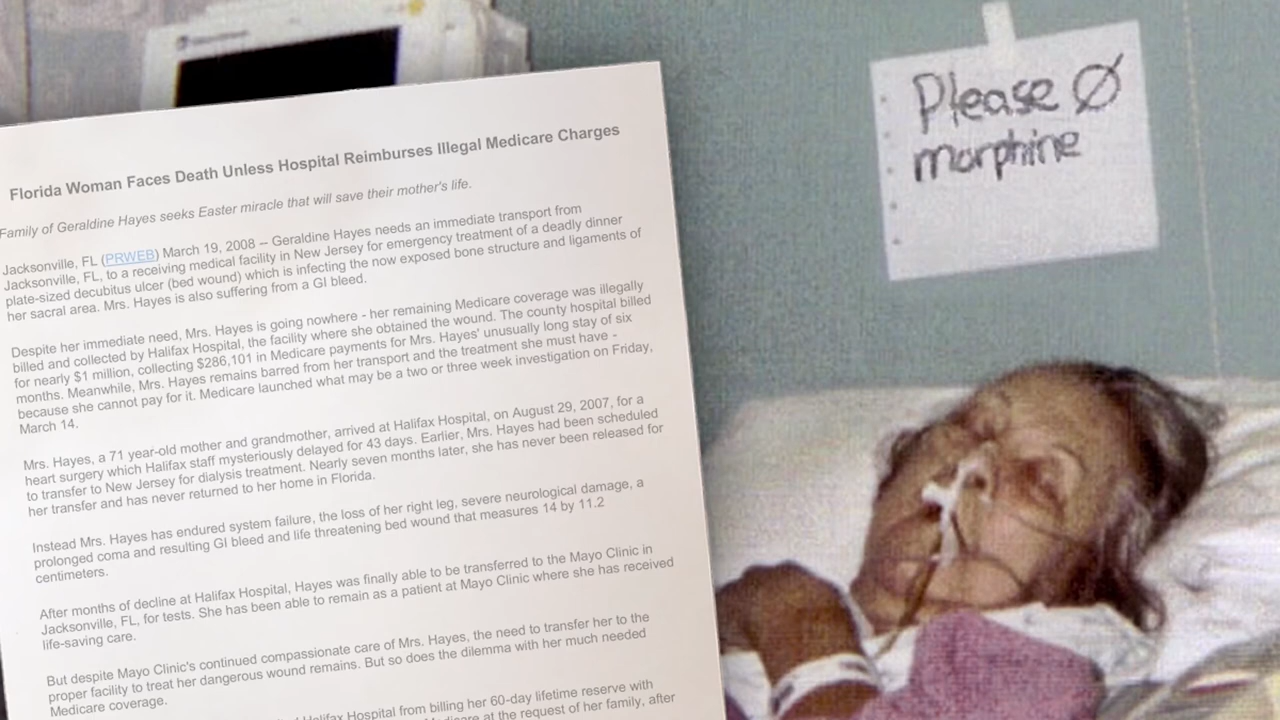 Please Ø
morphine
Florida Woman Faces Death Unless Hospital Reimburses Illegal Medicare Charges
Family of Geraldine Hayes seeks Easter miracle that will save their mother's life.
Jacksonville, FL (PRWEB) March 19, 2008 -- Geraldine Hayes needs an immediate transport from
Jacksonville, FL, to a receiving medical facility in New Jersey for emergency treatment of a deadly dinner
plate-sized decubitus ulcer (bed wound) which is infecting the now exposed bone structure and ligaments of
her sacral area. Mrs. Hayes is also suffering from a GI bleed.
Despite her immediate need, Mrs. Hayes is going nowhere - her remaining Medicare coverage was illegally
billed and collected by Halifax Hospital, the facility where she obtained the wound. The county hospital billed
for nearly $1 million, collecting $286,101 in Medicare payments for Mrs. Hayes' unusually long stay of six
months. Meanwhile, Mrs. Hayes remains barred from her transport and the treatment she must have -
because she cannot pay for it. Medicare launched what may be a two or three week investigation on Friday,
March 14.
Mrs. Hayes, a 71 year-old mother and grandmother, arrived at Halifax Hospital, on August 29, 2007, for a
heart surgery which Halifax staff mysteriously delayed for 43 days. Earlier, Mrs. Hayes had been scheduled
to transfer to New Jersey for dialysis treatment. Nearly seven months later, she has never been released for
her transfer and has never returned to her home in Florida.
Instead Mrs. Hayes has endured system failure, the loss of her right leg, severe neurological damage, a
prolonged coma and resulting GI bleed and life threatening bed wound that measures 14 by 11.2
centimeters.
After months of decline at Halifax Hospital, Hayes was finally able to be transferred to the Mayo Clinic in
Jacksonville, FL, for tests. She has been able to remain as a patient at Mayo Clinic where she has received
life-saving care.
But despite Mayo Clinic's continued compassionate care of Mrs. Hayes, the need to transfer her to the
proper facility to treat her dangerous wound remains. But so does the dilemma with her much needed
Medicare coverage.
Halifax Hospital from billing her 60-day lifetime reserve with
at the request of her family, after